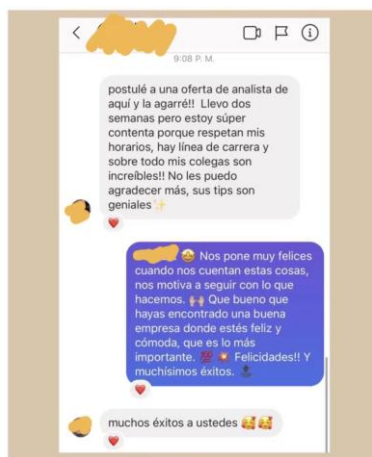 9:08 P. M.
postulé a una oferta de analista de
aquí y la agarré!! Llevo dos
semanas pero estoy súper
contenta porque respetan mis
horarios, hay línea de carrera y
sobre todo mis colegas son
increíbles!! No les puedo
agradecer más, sus tips son
geniales ✨
🤩 Nos pone muy felices
cuando nos cuentan estas cosas,
nos motiva a seguir con lo que
hacemos. 🙌🏼 Que bueno que
hayas encontrado una buena
empresa donde estés feliz y
cómoda, que es lo más
importante. 💯 💥 Felicidades!! Y
muchísimos éxitos.
muchos éxitos a ustedes 🥰🥰